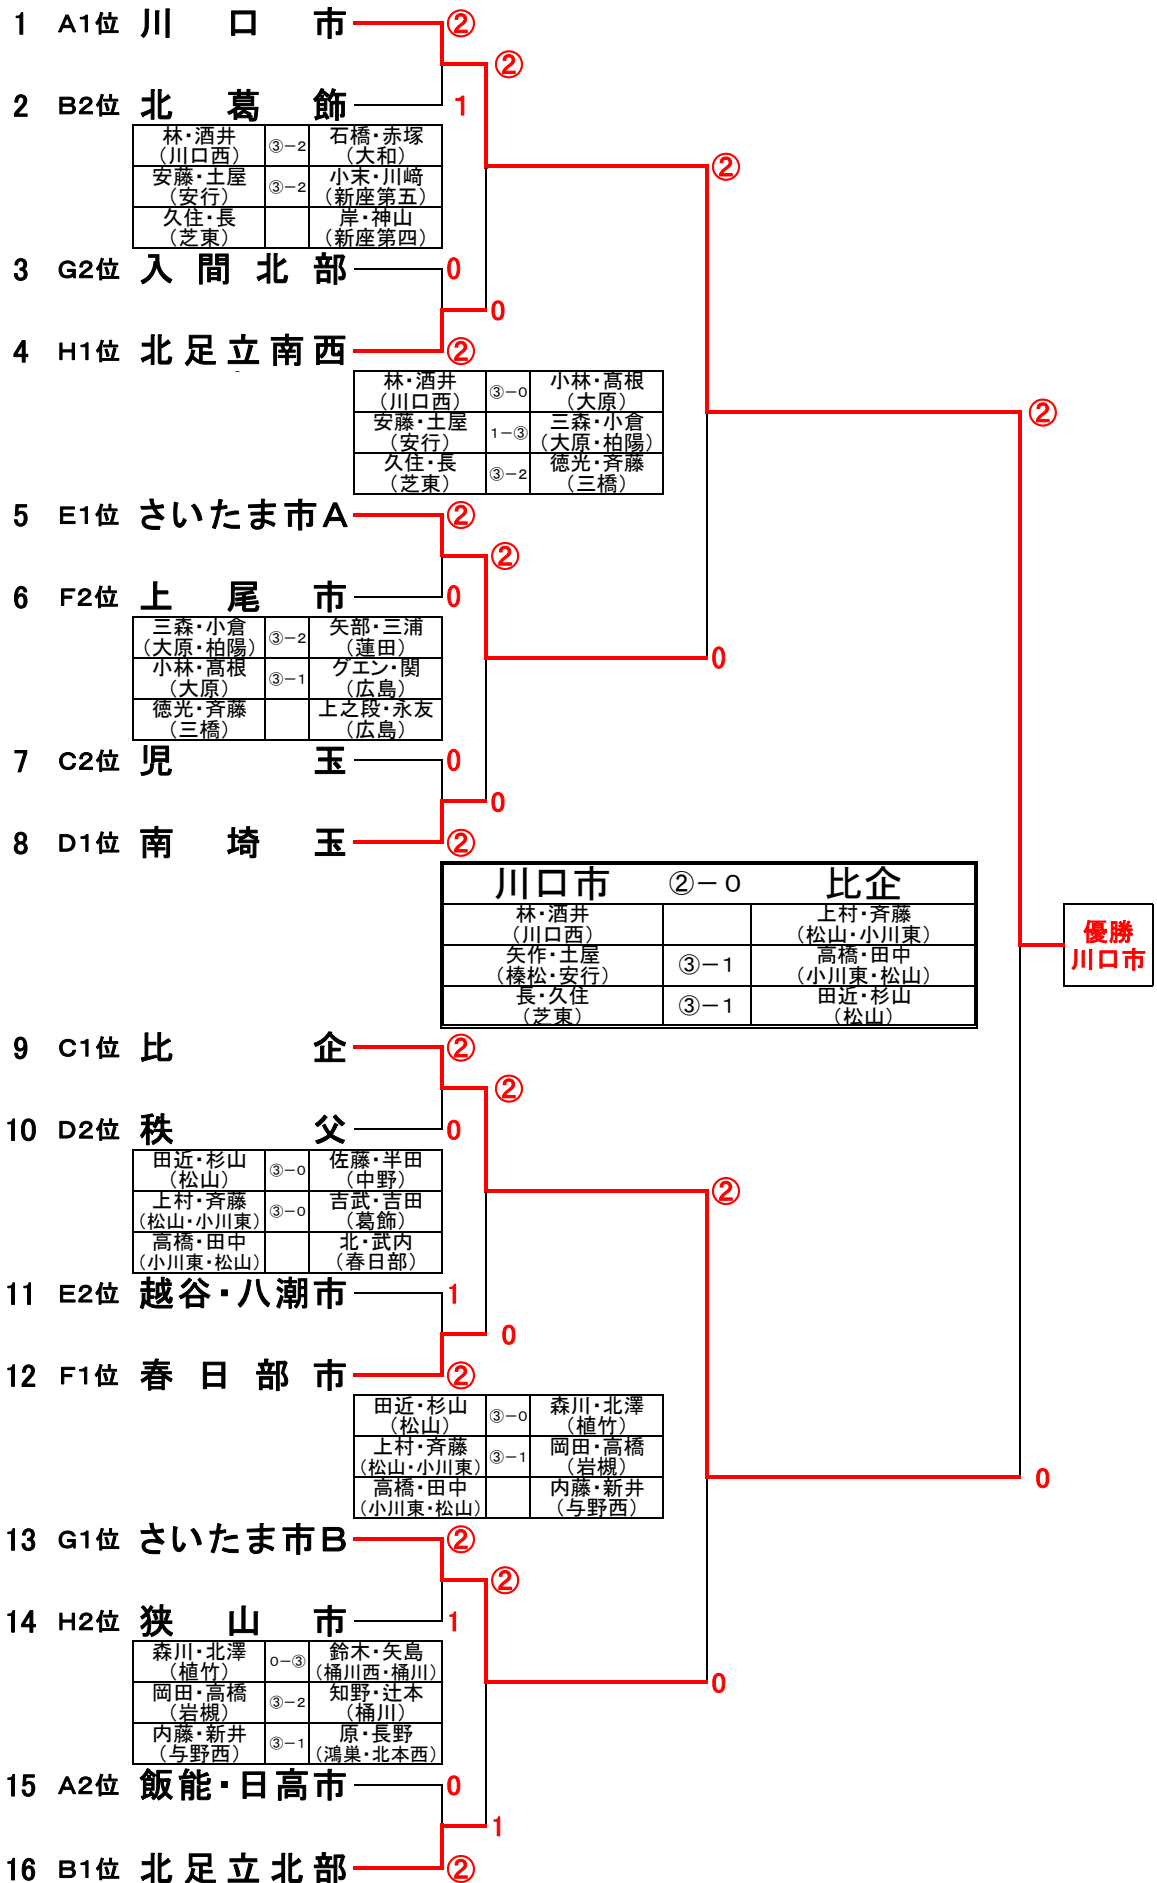 1 A1位 川口市 ②
②
2 B2位 北葛飾 1
林・酒井 ③－2 石橋・赤塚
（川口西） （大和）
②
安藤・土屋 ③－2 小末・川﨑
（安行） （新座第五）
久住・長 岸・神山
（芝東） （新座第四）
3 G2位 入間北部 0
0
4 H1位 北足立南西 ②
林・酒井 ③－0 小林・髙根
（川口西） （大原）
②
安藤・土屋 1－③ 三森・小倉
（安行） （大原・柏陽）
久住・長 ③－2 徳光・斉藤
（芝東） （三橋）
5 E1位 さいたま市A ②
②
6 F2位 上尾市 0
三森・小倉 ③－2 矢部・三浦
（大原・柏陽） （蓮田）
0
小林・髙根 ③－1 グエン・関
（大原） （広島）
徳光・斉藤 上之段・永友
（三橋） （広島）
7 C2位 児玉 0
0
8 D1位 南埼玉 ②
川口市 ②－0 比企
林・酒井 上村・斉藤
（川口西） （松山・小川東）
優勝
川口市
矢作・土屋 ③－1 高橋・田中
（榛松・安行） （小川東・松山）
長・久住 ③－1 田近・杉山
（芝東） （松山）
9 C1位 比企 ②
②
10 D2位 秩父 0
田近・杉山 ③－0 佐藤・半田
（松山） （中野）
②
上村・斉藤 ③－0 吉武・吉田
（松山・小川東） （葛飾）
高橋・田中 北・武内
（小川東・松山） （春日部）
11 E2位 越谷・八潮市 1
0
12 F1位 春日部市 ②
田近・杉山 ③－0 森川・北澤
（松山） （植竹）
上村・斉藤 ③－1 岡田・高橋
（松山・小川東） （岩槻）
0
高橋・田中 内藤・新井
（小川東・松山） （与野西）
13 G1位 さいたま市B ②
②
14 H2位 狭山市 1
森川・北澤 0－③ 鈴木・矢島
（植竹） （桶川西・桶川）
0
岡田・高橋 ③－2 知野・辻本
（岩槻） （桶川）
内藤・新井 ③－1 原・長野
（与野西） （鴻巣・北本西）
15 A2位 飯能・日高市 0
1
16 B1位 北足立北部 ②